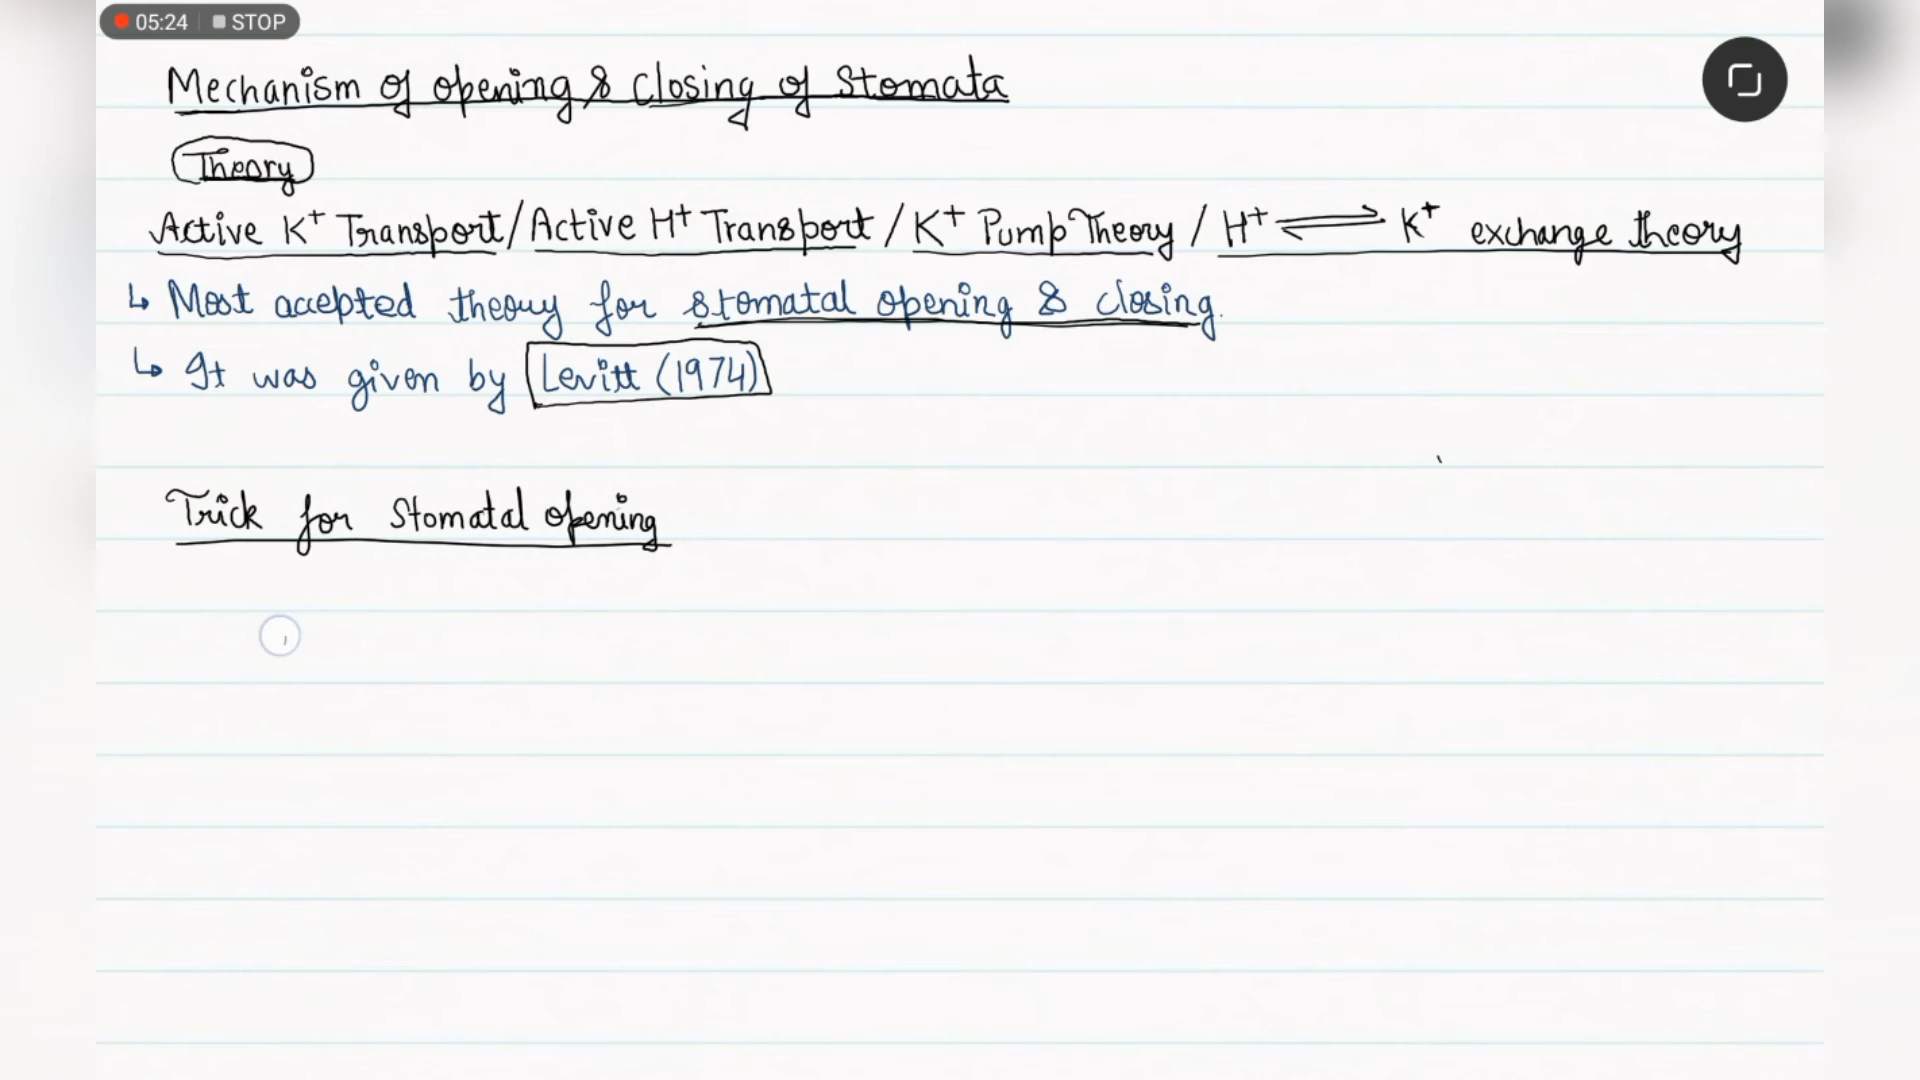 05:24 STOP
Mechanism of opening & closing of Stomata
Theory
Active K⁺ Transport/Active H⁺ Transport / K⁺ Pump Theory / H⁺ ⇌ K⁺ exchange theory
↳ Most accepted theory for stomatal opening & closing.
↳ It was given by Levitt (1974)
Trick for Stomatal opening